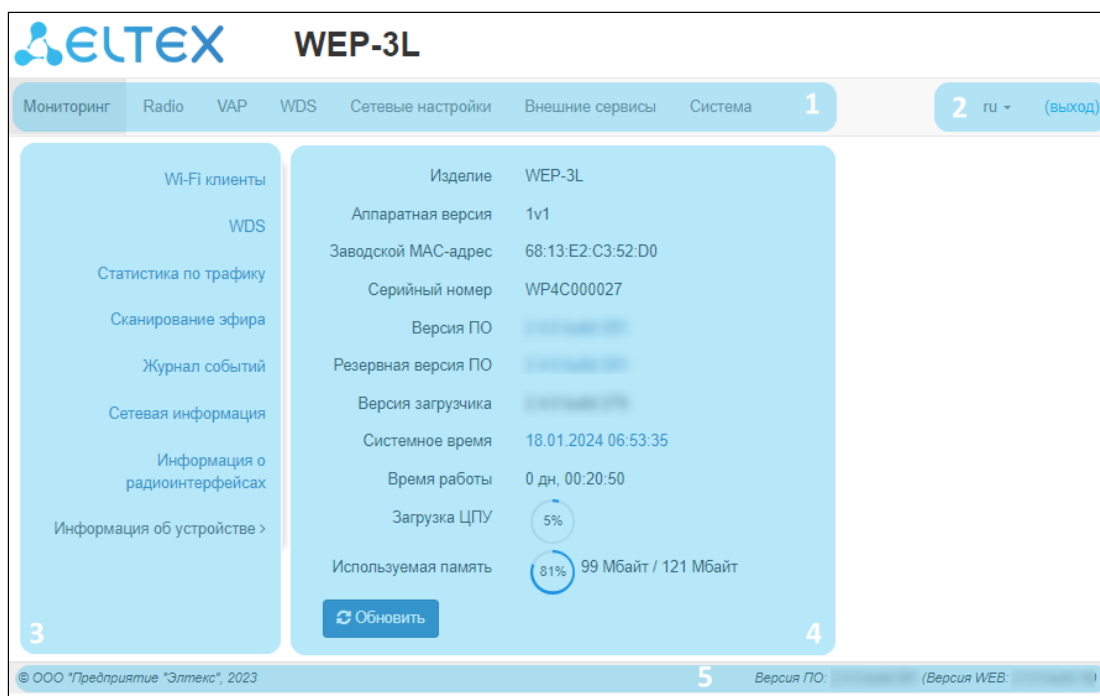 ELTEX WEP-3L
Мониторинг Radio VAP WDS Сетевые настройки Внешние сервисы Система 1 2 ru (выход)
Wi-Fi клиенты
WDS
Статистика по трафику
Сканирование эфира
Журнал событий
Сетевая информация
Информация о
радиоинтерфейсах
Информация об устройстве >
3
Изделие WEP-3L
Аппаратная версия 1v1
Заводской MAC-адрес 68:13:E2:C3:52:D0
Серийный номер WP4C000027
Версия ПО
Резервная версия ПО
Версия загрузчика
Системное время 18.01.2024 06:53:35
Время работы 0 дн, 00:20:50
Загрузка ЦПУ 5%
Используемая память 81% 99 Мбайт / 121 Мбайт
Обновить
4
© ООО "Предприятие "Элтекс", 2023 5 Версия ПО: (Версия WEB: